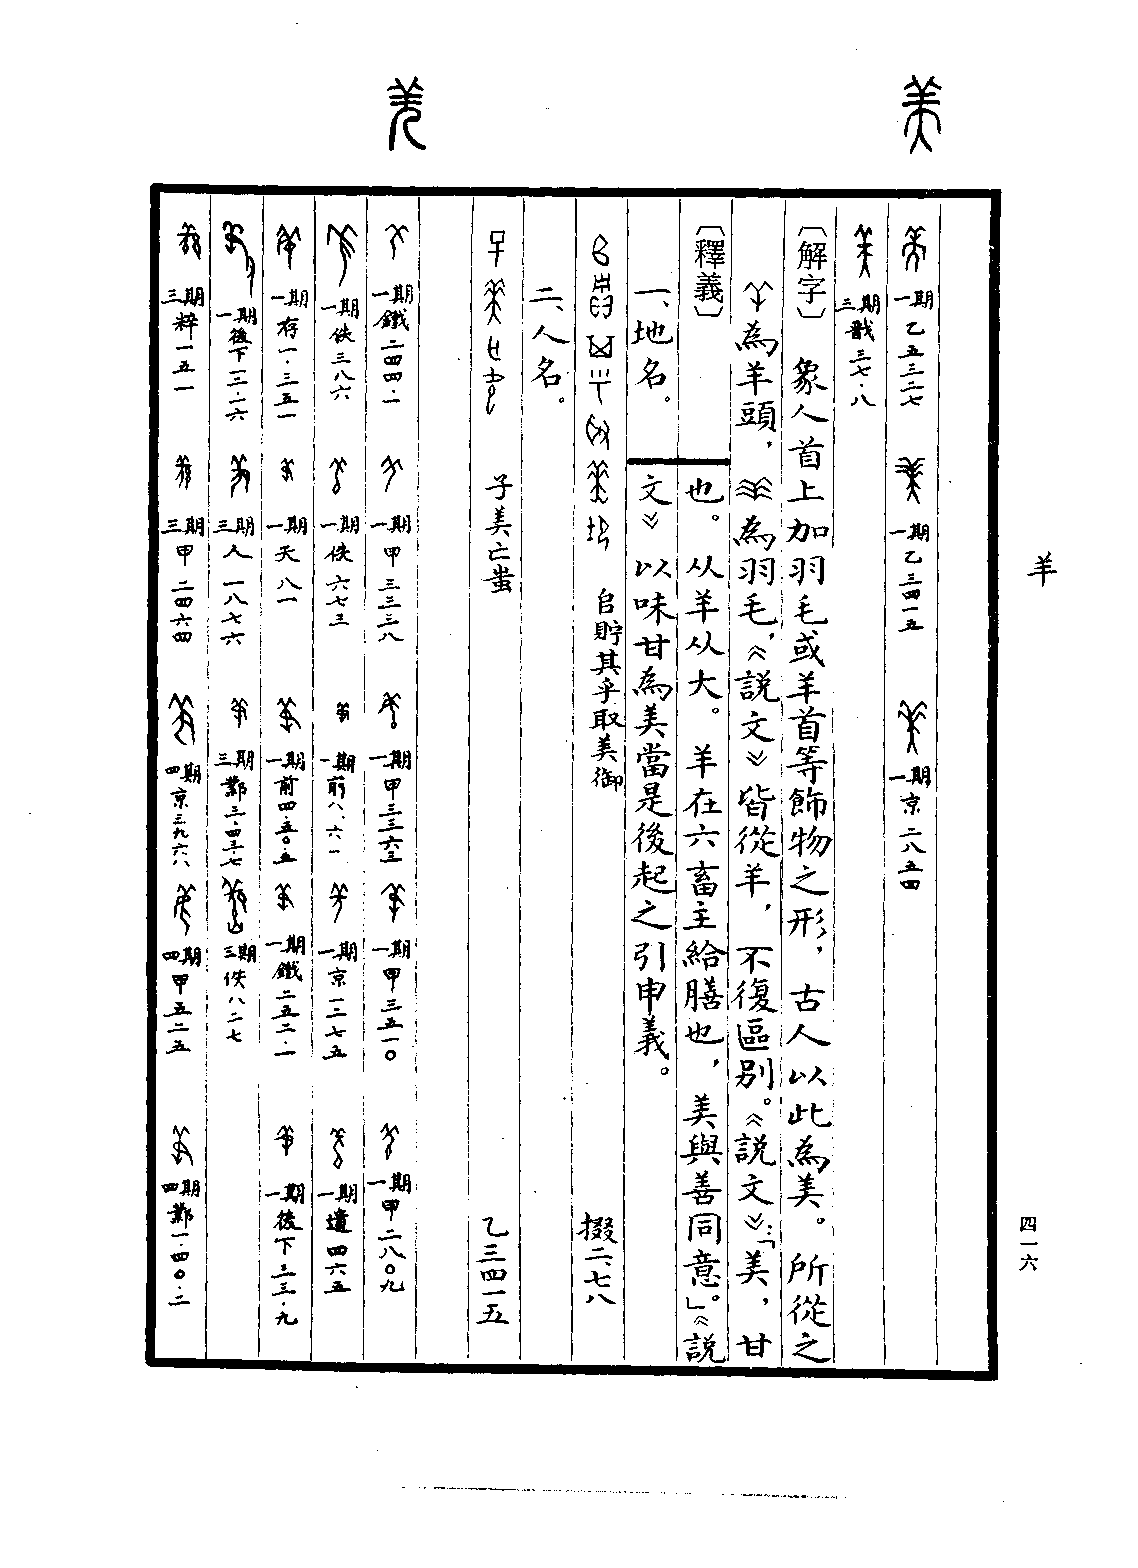 羊
四一六
美
一期乙五三二七
一期乙三四一五
一期京二八五四
三期戬三七·八
〔解字〕象人首上加羽毛或羊首等飾物之形，古人以此為美。所從之
為羊頭，為羽毛，《說文》皆從羊，不復區別。《說文》：「美，甘
也。从羊从大。羊在六畜主給膳也，美與善同意。」《說
文》以味甘為美當是後起之引申義。
〔釋義〕
一、地名。
𠂤貯其乎取美御 掇二、七八
二、人名。
子美亡𡆥 乙三四一五
羌
一期鐵二四四·一
一期甲三三三八
一期甲三三六三
一期甲三五一〇
一期甲二八〇九
一期佚三八六
一期佚六七三
一期前八、六一
一期京一二七五
一期遺四六五
一期存一·三五一
一期天八一
一期前四·五〇·五
一期鐵二五二·一
一期後下三三·九
一期後下一三·六
三期人一八七六
三期鄴三·四三·七
三期佚八二七
三期粹一五一
三期甲二四六四
四期京三九六八
四期甲五二五
四期鄴一·四〇·二